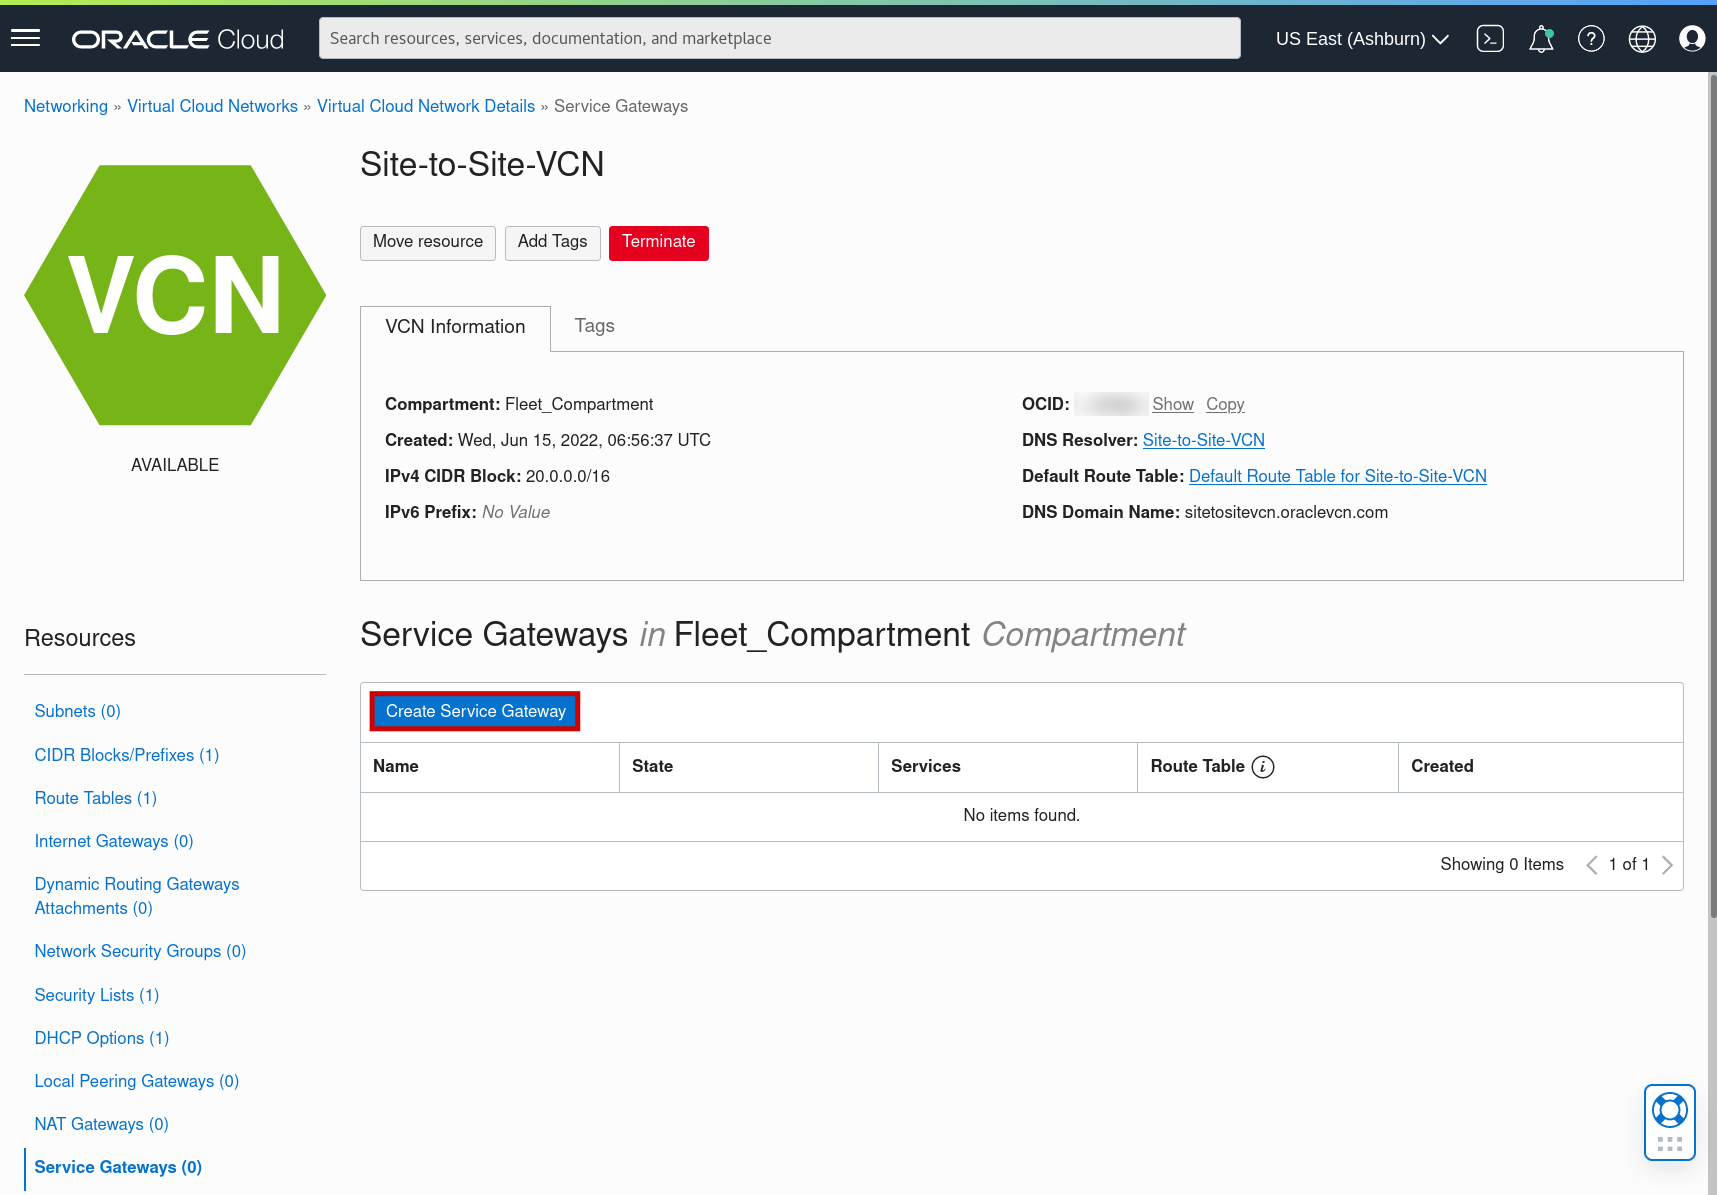 ORACLE Cloud
Search resources, services, documentation, and marketplace
US East (Ashburn)
Networking » Virtual Cloud Networks » Virtual Cloud Network Details » Service Gateways
VCN
AVAILABLE
Site-to-Site-VCN
Move resource
Add Tags
Terminate
VCN Information
Tags
Compartment: Fleet_Compartment
Created: Wed, Jun 15, 2022, 06:56:37 UTC
IPv4 CIDR Block: 20.0.0.0/16
IPv6 Prefix: No Value
OCID: Show Copy
DNS Resolver: Site-to-Site-VCN
Default Route Table: Default Route Table for Site-to-Site-VCN
DNS Domain Name: sitetositevcn.oraclevcn.com
Resources
Subnets (0)
CIDR Blocks/Prefixes (1)
Route Tables (1)
Internet Gateways (0)
Dynamic Routing Gateways
Attachments (0)
Network Security Groups (0)
Security Lists (1)
DHCP Options (1)
Local Peering Gateways (0)
NAT Gateways (0)
Service Gateways (0)
Service Gateways in Fleet_Compartment Compartment
Create Service Gateway
Name State Services Route Table i Created
No items found.
Showing 0 Items 1 of 1